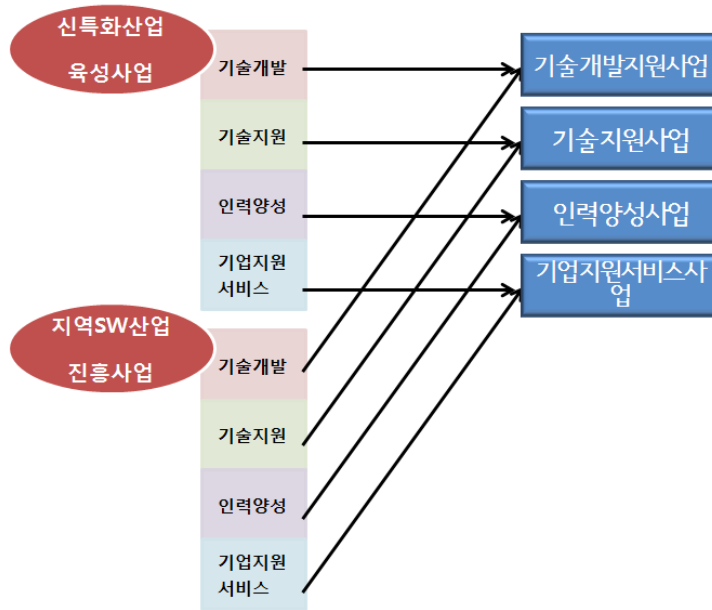 신특화산업
육성사업
기술개발
기술지원
인력양성
기업지원
서비스
지역SW산업
진흥사업
기술개발
기술지원
인력양성
기업지원
서비스
기술개발지원사업
기술지원사업
인력양성사업
기업지원서비스사
업